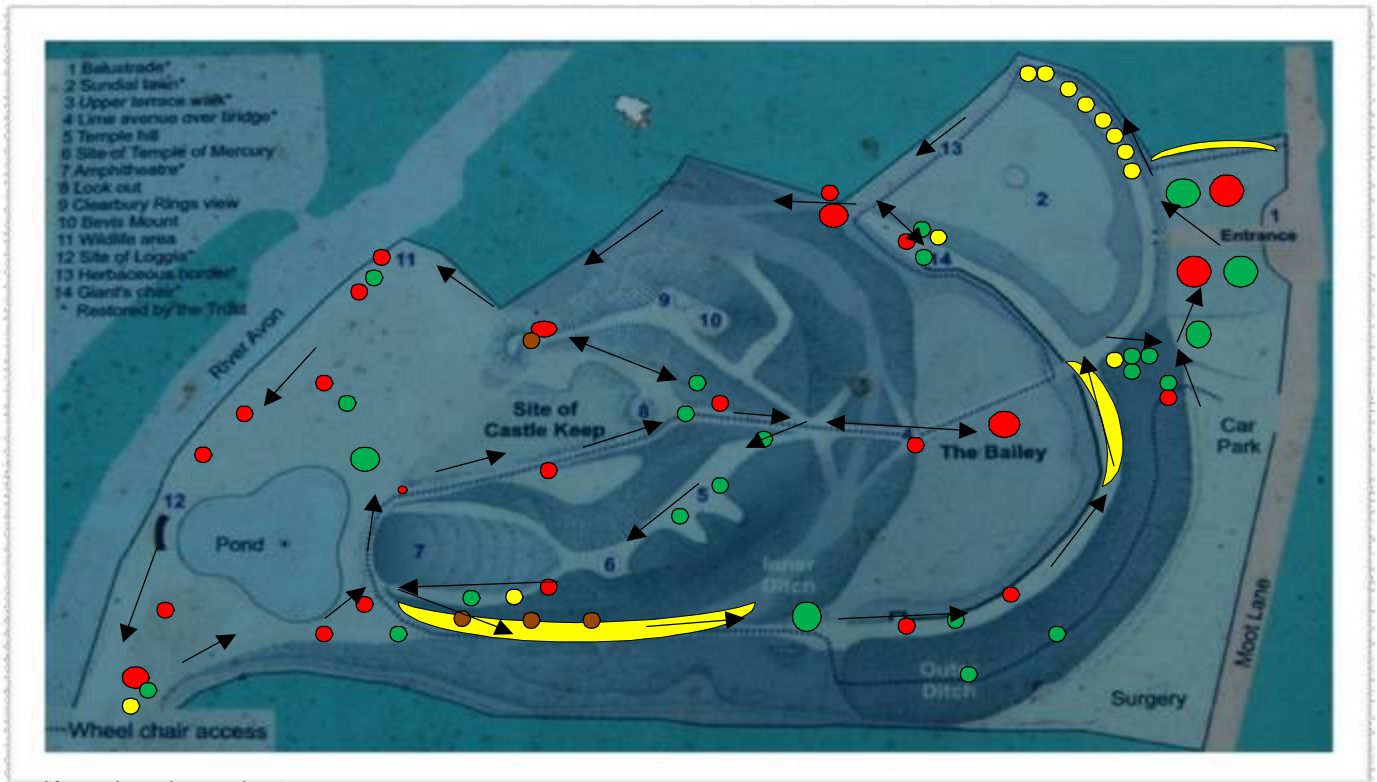 1 Balustrade*
2 Sundial lawn*
3 Upper terrace walk*
4 Lime avenue over bridge*
5 Temple hill
6 Site of Temple of Mercury
7 Amphitheatre*
8 Look out
9 Clearbury Rings view
10 Bevis Mount
11 Wildlife area
12 Site of Loggis*
13 Herbaceous border*
14 Giant's chair*
* Restored by the Trust
13
2
1
Entrance
14
11
9
10
River Avon
8
Site of
Castle Keep
4
The Bailey
Car
Park
12
5
Pond
7
6
Inner
Ditch
Moot Lane
Outer
Ditch
Surgery
Wheel chair access